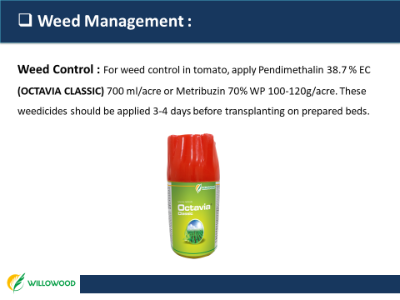 ❑ Weed Management :
Weed Control : For weed control in tomato, apply Pendimethalin 38.7 % EC
(OCTAVIA CLASSIC) 700 ml/acre or Metribuzin 70% WP 100-120g/acre. These
weedicides should be applied 3-4 days before transplanting on prepared beds.
Octavia
Classic
WILLOWOOD